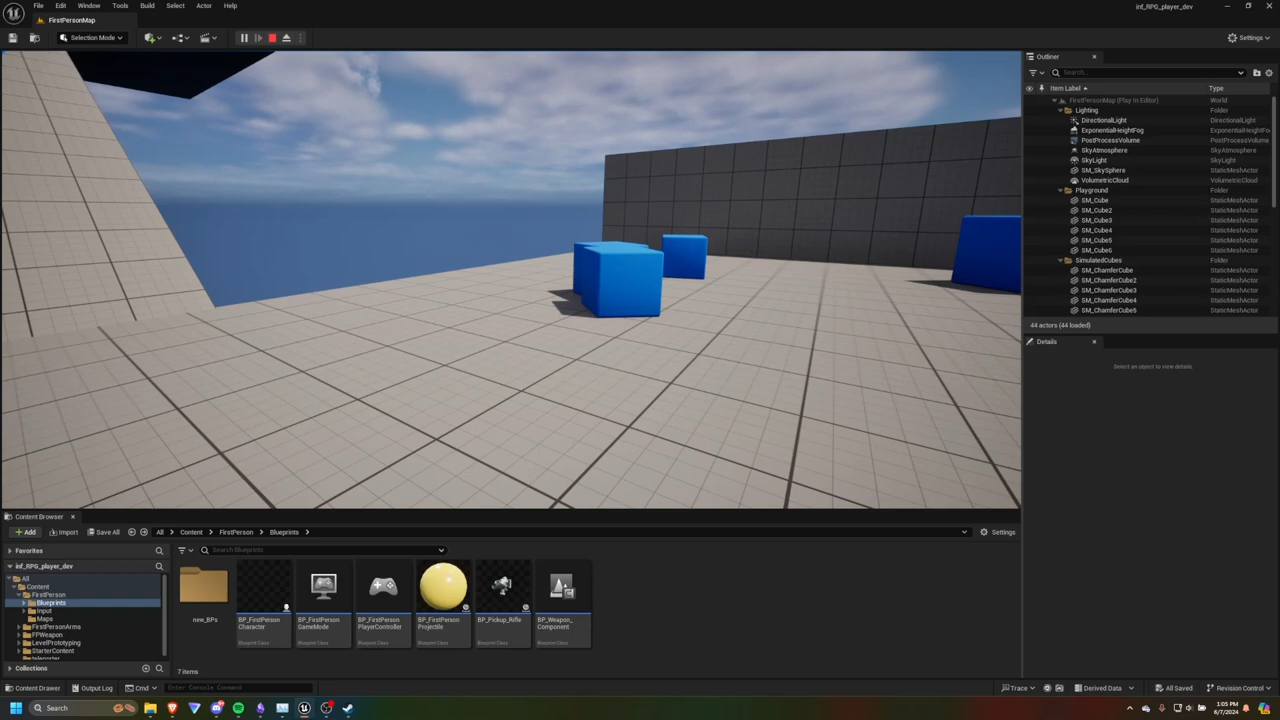 File Edit Window Tools Build Select Actor Help
inf_RPG_player_dev
FirstPersonMap
Selection Mode
Settings
Outliner
Search...
Item Label
Type
FirstPersonMap (Play In Editor)
World
Lighting
Folder
DirectionalLight
DirectionalLight
ExponentialHeightFog
ExponentialHeightFo
PostProcessVolume
PostProcessVolume
SkyAtmosphere
SkyAtmosphere
SkyLight
SkyLight
SM_SkySphere
StaticMeshActor
VolumetricCloud
VolumetricCloud
Playground
Folder
SM_Cube
StaticMeshActor
SM_Cube2
StaticMeshActor
SM_Cube3
StaticMeshActor
SM_Cube4
StaticMeshActor
SM_Cube5
StaticMeshActor
SM_Cube6
StaticMeshActor
SimulatedCubes
Folder
SM_ChamferCube
StaticMeshActor
SM_ChamferCube2
StaticMeshActor
SM_ChamferCube3
StaticMeshActor
SM_ChamferCube4
StaticMeshActor
SM_ChamferCube5
StaticMeshActor
44 actors (44 loaded)
Details
Select an object to view details.
Content Browser
Add
Import
Save All
All
Content
FirstPerson
Blueprints
Settings
Favorites
Search Blueprints
inf_RPG_player_dev
All
Content
FirstPerson
Blueprints
Input
Maps
FirstPersonArms
FPWeapon
LevelPrototyping
StarterContent
teleporter
Collections
new_BPs
BP_FirstPerson
Character
Blueprint Class
BP_FirstPerson
GameMode
Blueprint Class
BP_FirstPerson
PlayerController
Blueprint Class
BP_FirstPerson
Projectile
Blueprint Class
BP_Pickup_Rifle
Blueprint Class
BP_Weapon_
Component
Blueprint Class
7 items
Content Drawer
Output Log
Cmd
Enter Console Command
Trace
Derived Data
All Saved
Revision Control
Search
1:05 PM
6/7/2024